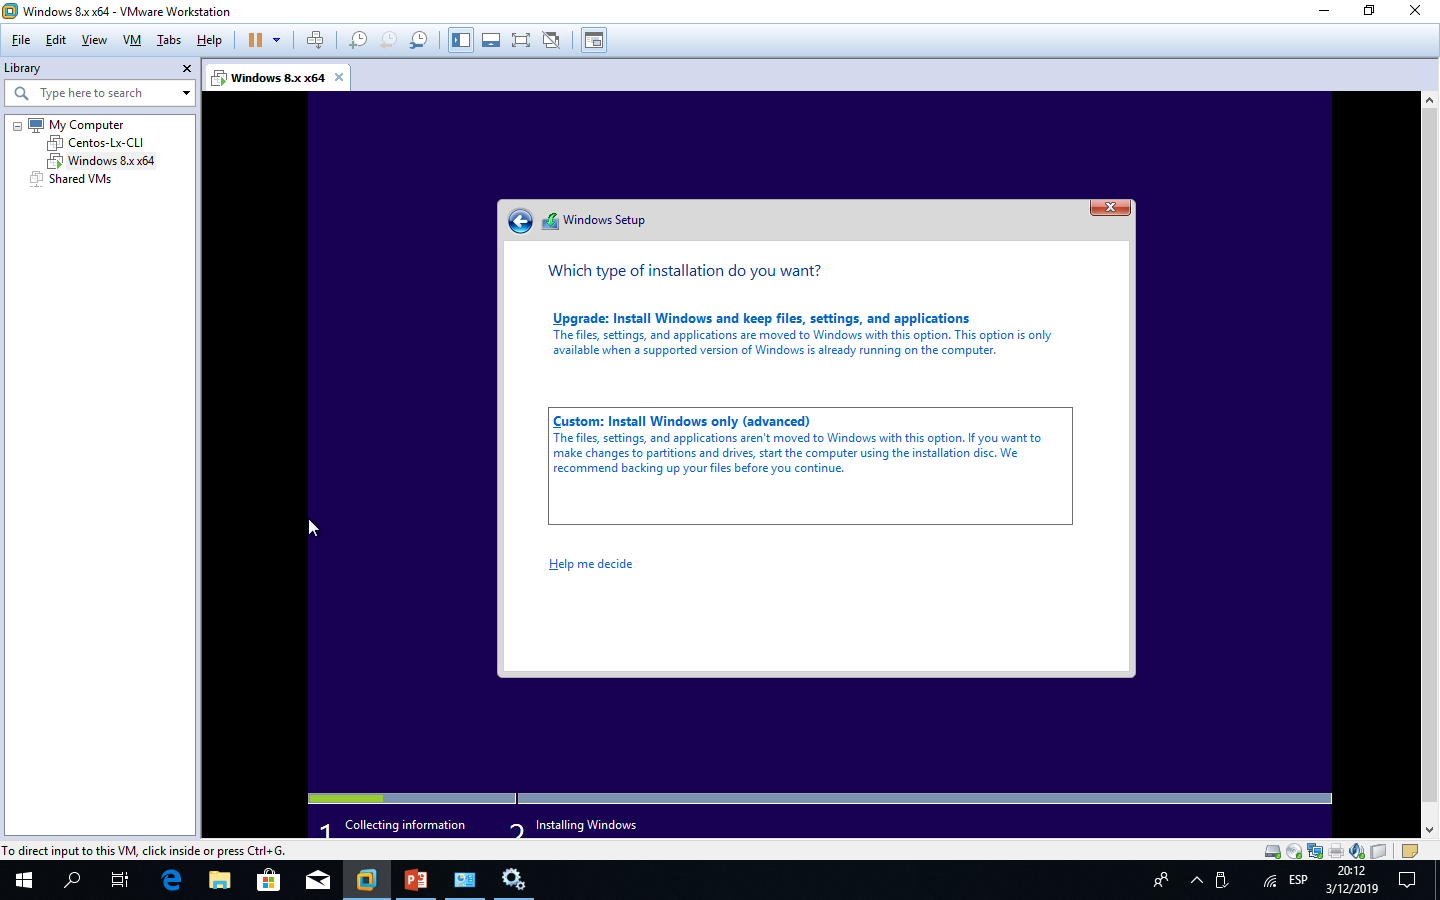 Windows 8.x x64 - VMware Workstation
File Edit View VM Tabs Help
Library
Type here to search
My Computer
Centos-Lx-CLI
Windows 8.x x64
Shared VMs
Windows 8.x x64
Windows Setup
Which type of installation do you want?
Upgrade: Install Windows and keep files, settings, and applications
The files, settings, and applications are moved to Windows with this option. This option is only
available when a supported version of Windows is already running on the computer.
Custom: Install Windows only (advanced)
The files, settings, and applications aren't moved to Windows with this option. If you want to
make changes to partitions and drives, start the computer using the installation disc. We
recommend backing up your files before you continue.
Help me decide
1 Collecting information
2 Installing Windows
To direct input to this VM, click inside or press Ctrl+G.
ESP
20:12
3/12/2019